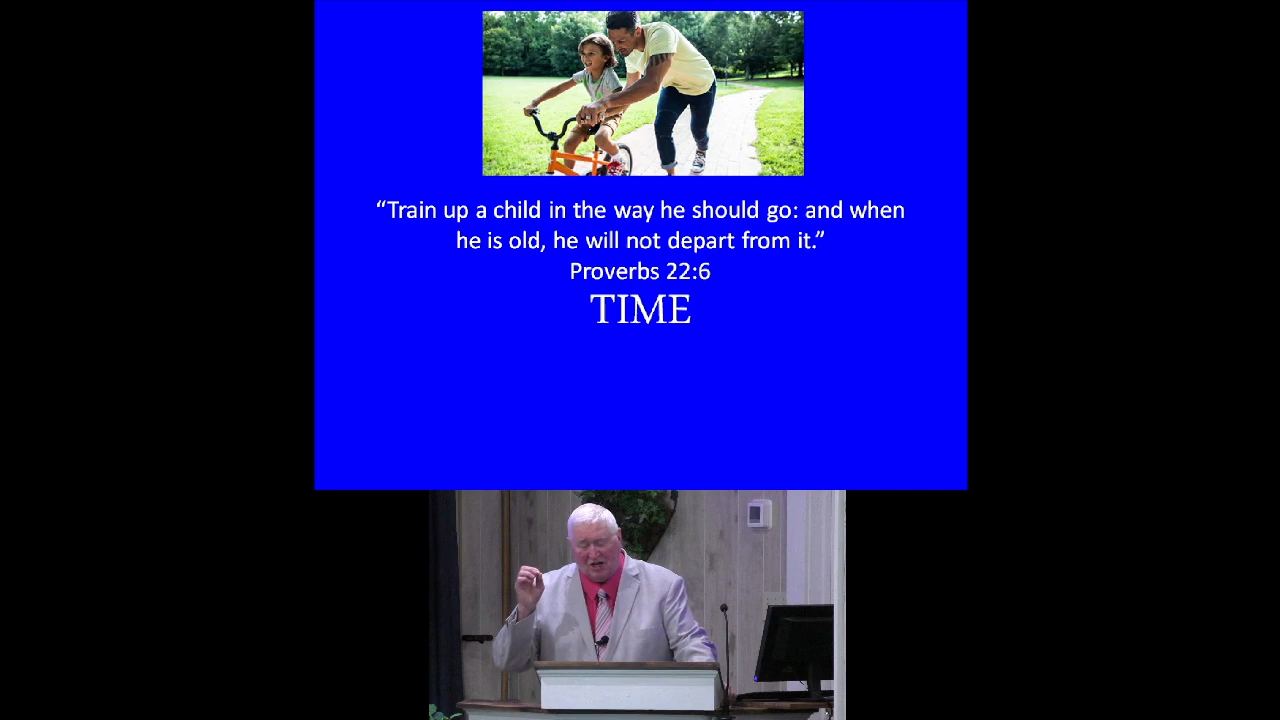 “Train up a child in the way he should go: and when
he is old, he will not depart from it.”
Proverbs 22:6
TIME